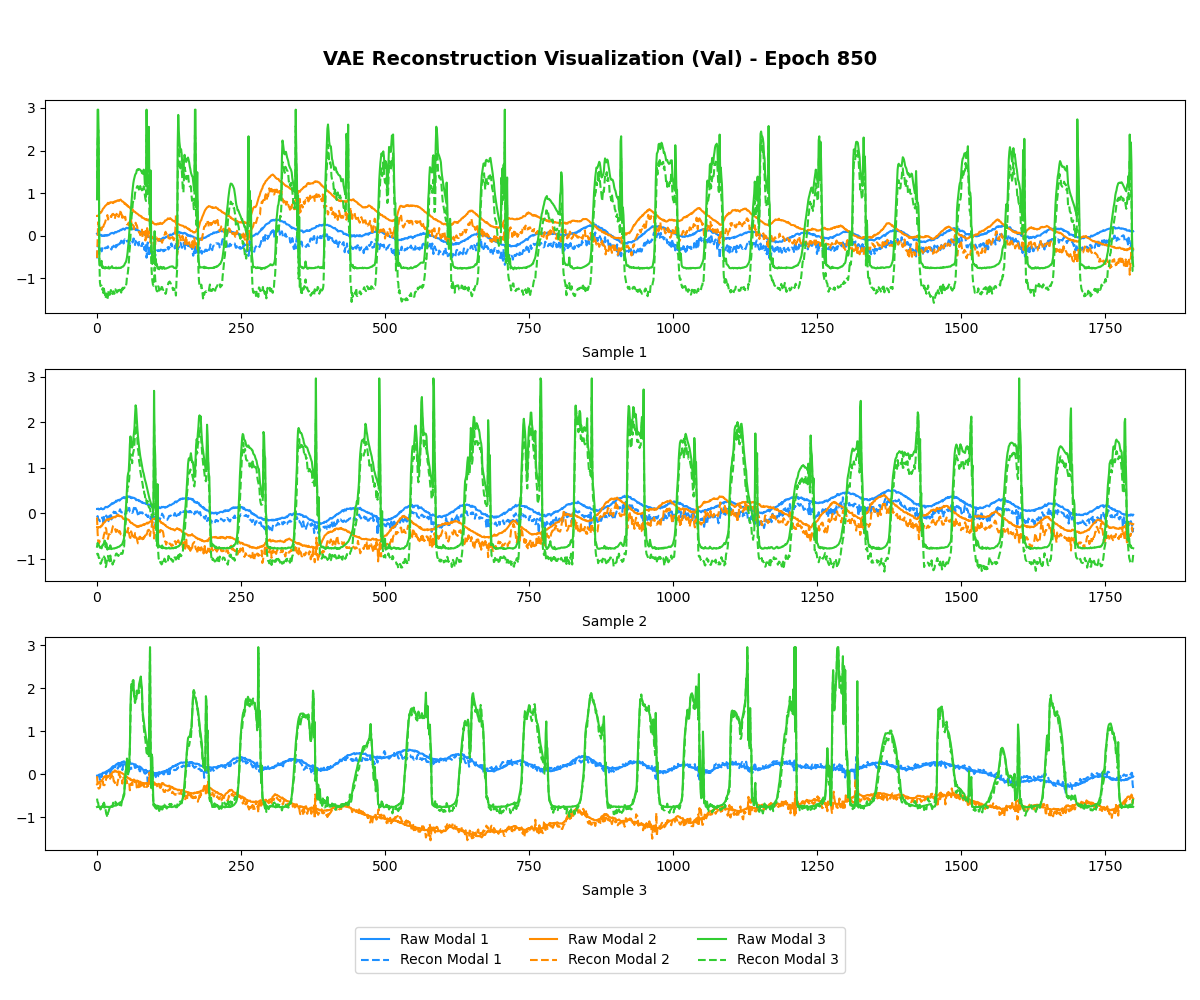 VAE Reconstruction Visualization (Val) - Epoch 850
3
2
1
0
−1
0 250 500 750 1000 1250 1500 1750
Sample 1
3
2
1
0
−1
0 250 500 750 1000 1250 1500 1750
Sample 2
3
2
1
0
−1
0 250 500 750 1000 1250 1500 1750
Sample 3
Raw Modal 1 Raw Modal 2 Raw Modal 3
Recon Modal 1 Recon Modal 2 Recon Modal 3